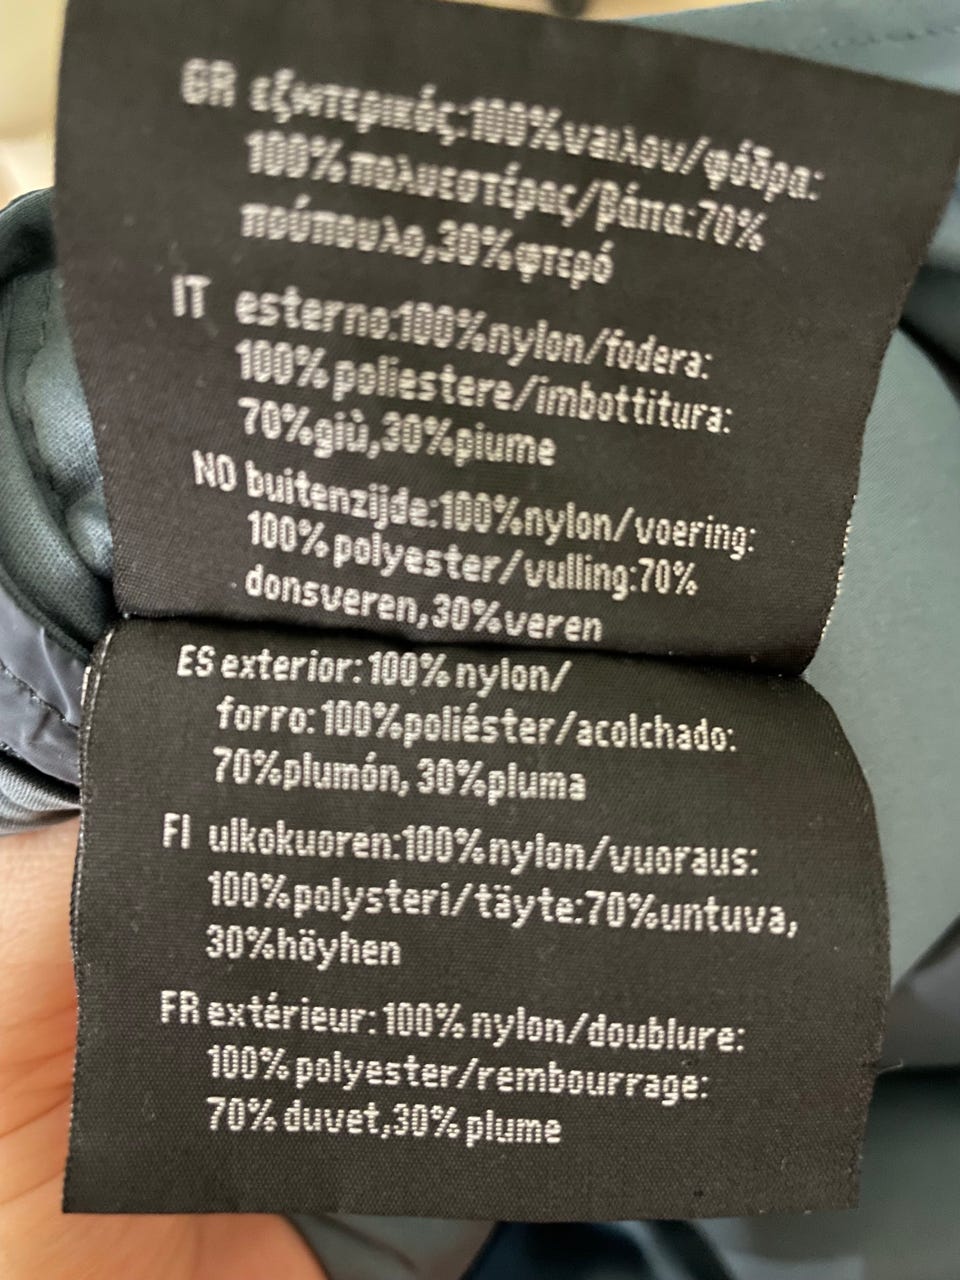 GR εξωτερικός:100%ναιλου/φόδρα:
100%πολυεστέρας/βάτα:70%
πούπουλο,30%φτερό
IT esterno:100%nylon/fodera:
100%poliestere/imbottitura:
70%giù,30%piume
NO buitenzijde:100%nylon/voering:
100%polyester/vulling:70%
donsveren,30%veren
ES exterior: 100% nylon/
forro: 100%poliéster/acolchado:
70%plumón, 30%pluma
FI ulkokuoren:100%nylon/vuoraus:
100%polysteri/täyte:70%untuva,
30%höyhen
FR extérieur: 100% nylon/doublure:
100%polyester/rembourrage:
70% duvet,30% plume